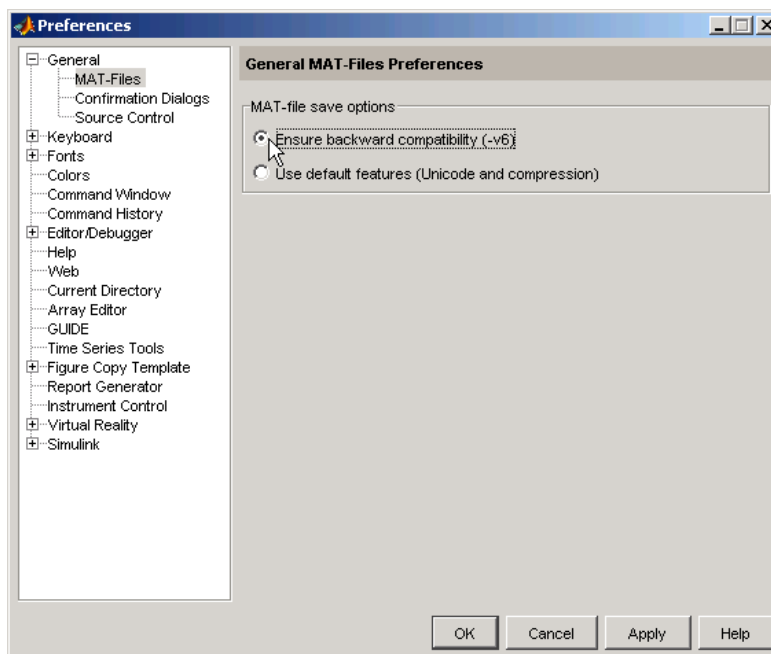 Preferences
General
MAT-Files
Confirmation Dialogs
Source Control
Keyboard
Fonts
Colors
Command Window
Command History
Editor/Debugger
Help
Web
Current Directory
Array Editor
GUIDE
Time Series Tools
Figure Copy Template
Report Generator
Instrument Control
Virtual Reality
Simulink
General MAT-Files Preferences
MAT-file save options
Ensure backward compatibility (-v6)
Use default features (Unicode and compression)
OK Cancel Apply Help